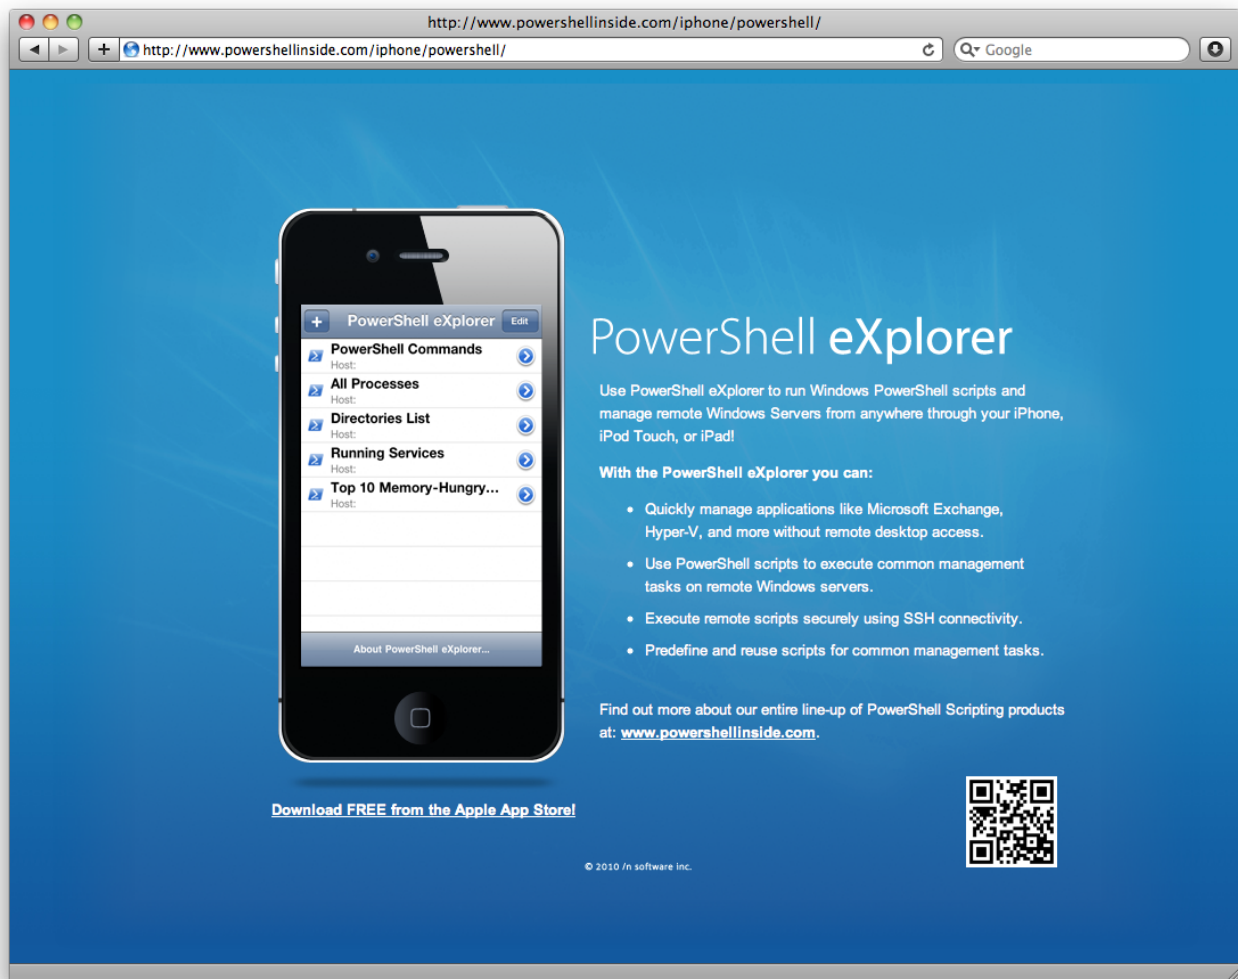 http://www.powershellinside.com/iphone/powershell/
http://www.powershellinside.com/iphone/powershell/
Google
PowerShell eXplorer
Edit
PowerShell Commands
Host:
All Processes
Host:
Directories List
Host:
Running Services
Host:
Top 10 Memory-Hungry...
Host:
About PowerShell eXplorer...
Download FREE from the Apple App Store!
PowerShell eXplorer
Use PowerShell eXplorer to run Windows PowerShell scripts and
manage remote Windows Servers from anywhere through your iPhone,
iPod Touch, or iPad!
With the PowerShell eXplorer you can:
• Quickly manage applications like Microsoft Exchange,
Hyper-V, and more without remote desktop access.
• Use PowerShell scripts to execute common management
tasks on remote Windows servers.
• Execute remote scripts securely using SSH connectivity.
• Predefine and reuse scripts for common management tasks.
Find out more about our entire line-up of PowerShell Scripting products
at: www.powershellinside.com.
© 2010 /n software inc.